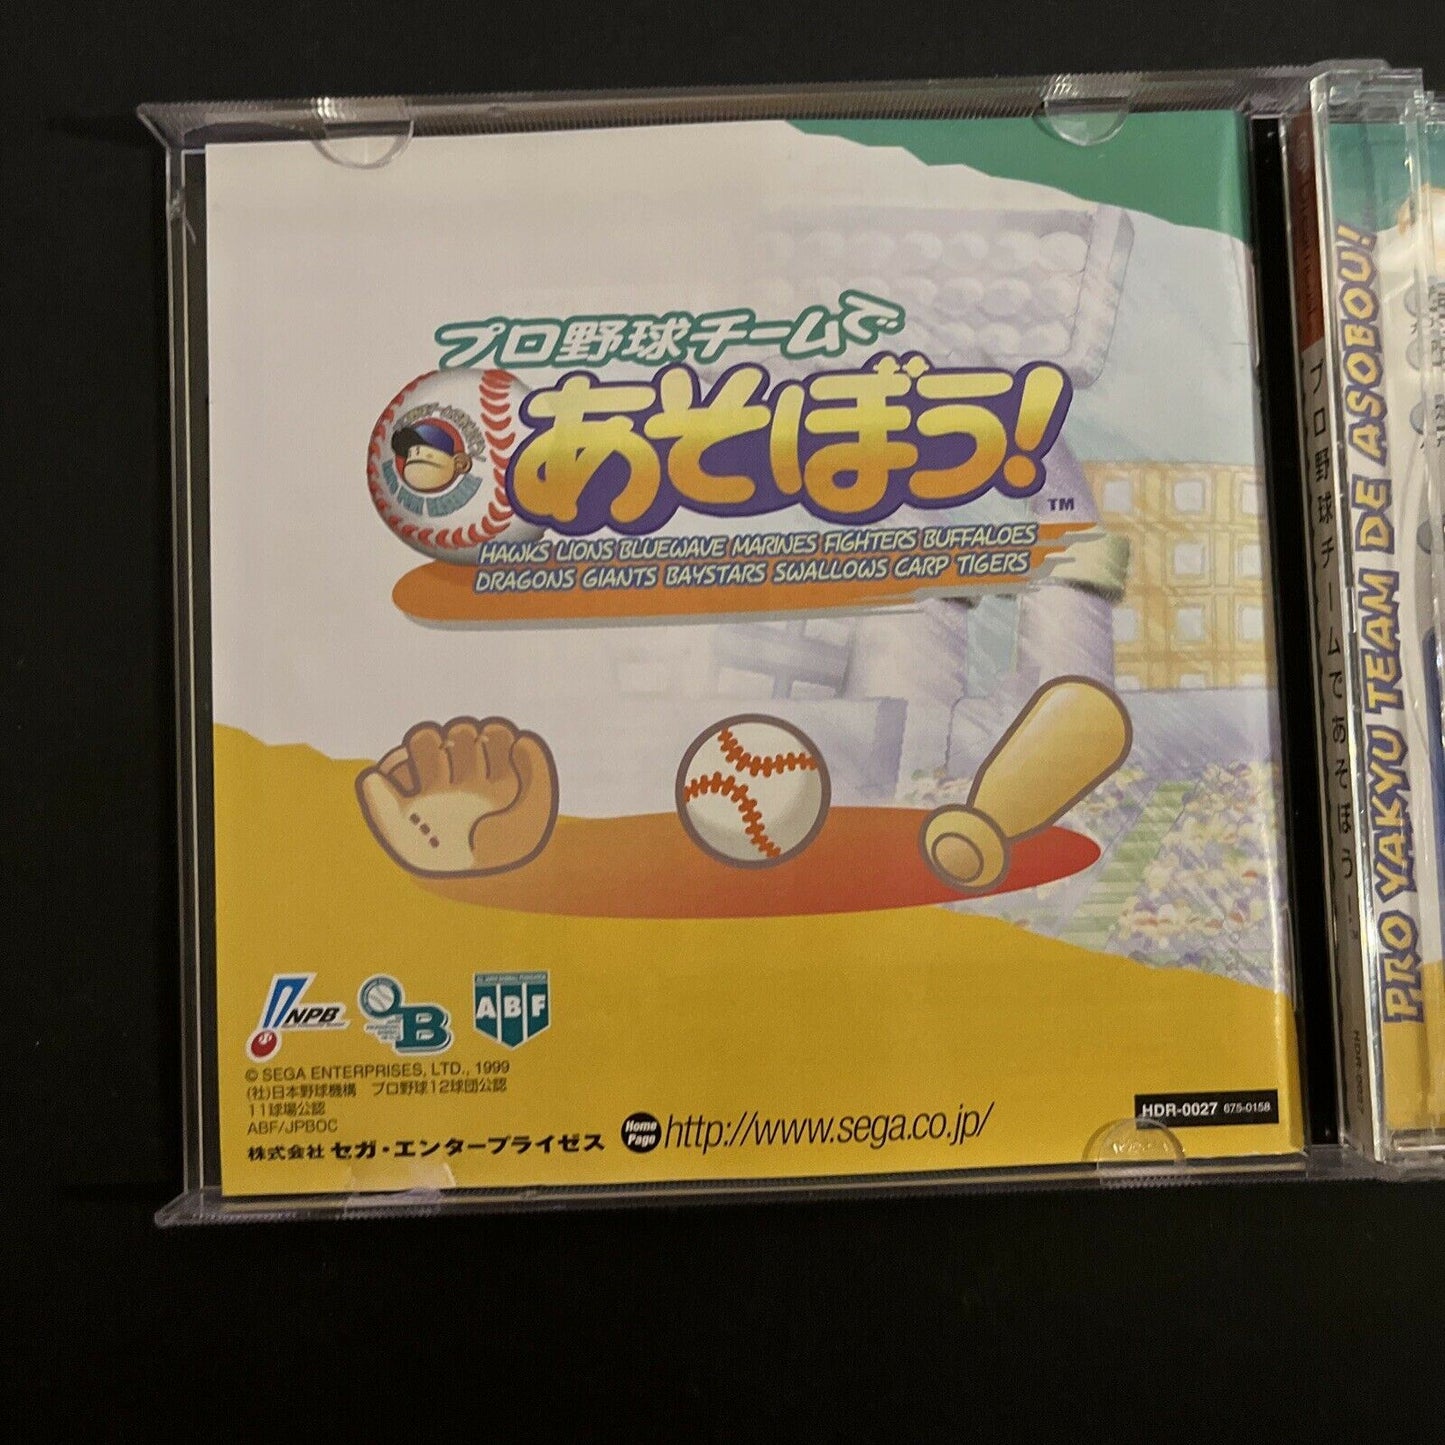 プロ野球チームで
あそぼう!
TM
HAWKS LIONS BLUEWAVE MARINES FIGHTERS BUFFALOES
DRAGONS GIANTS BAYSTARS SWALLOWS CARP TIGERS
NPB
B
ABF
© SEGA ENTERPRISES, LTD., 1999
(社)日本野球機構 プロ野球12球団公認
11球場公認
ABF/JPBOC
株式会社 セガ・エンタープライゼス
Home Page http://www.sega.co.jp/
HDR-0027 675-0158
プロ野球チームであそぼう!
HDR-0027
PRO YAKYU TEAM DE ASOBOU!